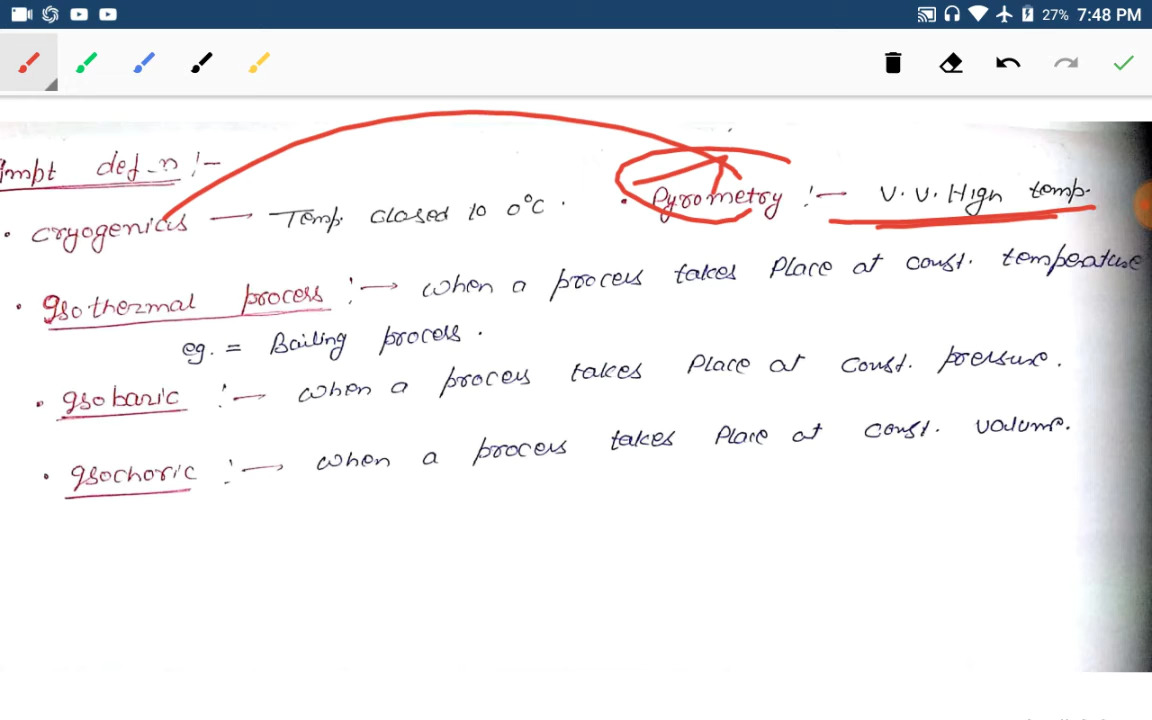 27% 7:48 PM
Impt def-n :-
• Cryogenics → Temp. closed to 0°C . • Pyrometry :- V. V. High temp.
• Isothermal process :→ When a process takes Place at const. temperature
eg. = Boiling process .
• Isobaric :- When a process takes Place at Const. pressure.
• Isochoric :→ When a process takes Place at const. volume.